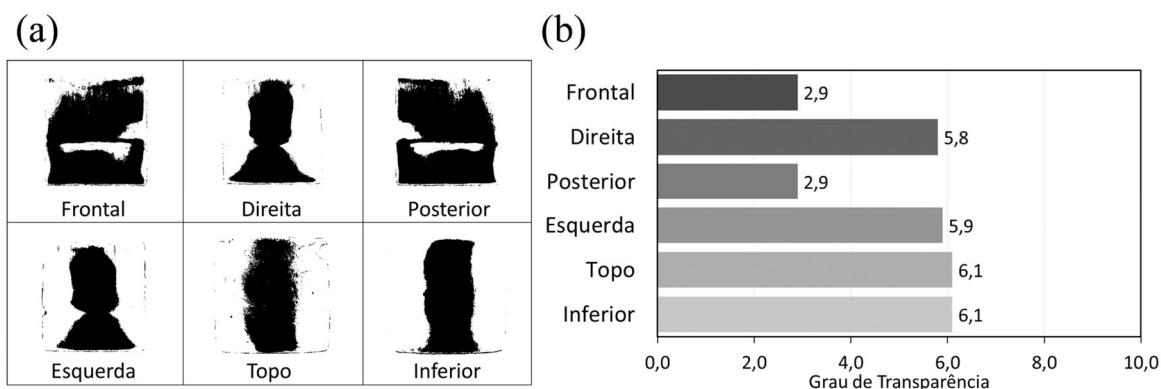 (a)
Frontal Direita Posterior
Esquerda Topo Inferior
(b)
Frontal 2,9
Direita 5,8
Posterior 2,9
Esquerda 5,9
Topo 6,1
Inferior 6,1
0,0 2,0 4,0 6,0 8,0 10,0
Grau de Transparência